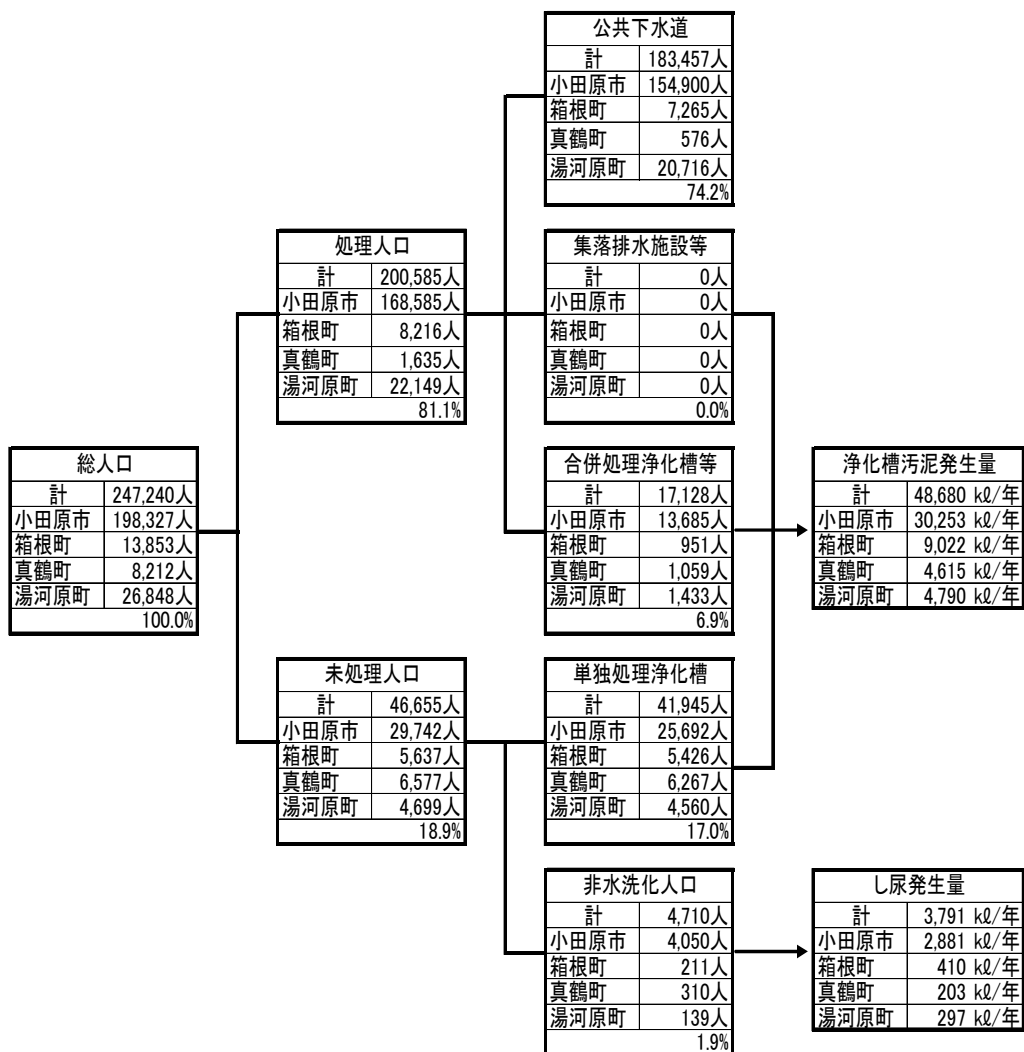 公共下水道
計 183,457人
小田原市 154,900人
箱根町 7,265人
真鶴町 576人
湯河原町 20,716人
74.2%
処理人口
計 200,585人
小田原市 168,585人
箱根町 8,216人
真鶴町 1,635人
湯河原町 22,149人
81.1%
集落排水施設等
計 0人
小田原市 0人
箱根町 0人
真鶴町 0人
湯河原町 0人
0.0%
総人口
計 247,240人
小田原市 198,327人
箱根町 13,853人
真鶴町 8,212人
湯河原町 26,848人
100.0%
合併処理浄化槽等
計 17,128人
小田原市 13,685人
箱根町 951人
真鶴町 1,059人
湯河原町 1,433人
6.9%
浄化槽汚泥発生量
計 48,680 kℓ/年
小田原市 30,253 kℓ/年
箱根町 9,022 kℓ/年
真鶴町 4,615 kℓ/年
湯河原町 4,790 kℓ/年
未処理人口
計 46,655人
小田原市 29,742人
箱根町 5,637人
真鶴町 6,577人
湯河原町 4,699人
18.9%
単独処理浄化槽
計 41,945人
小田原市 25,692人
箱根町 5,426人
真鶴町 6,267人
湯河原町 4,560人
17.0%
非水洗化人口
計 4,710人
小田原市 4,050人
箱根町 211人
真鶴町 310人
湯河原町 139人
1.9%
し尿発生量
計 3,791 kℓ/年
小田原市 2,881 kℓ/年
箱根町 410 kℓ/年
真鶴町 203 kℓ/年
湯河原町 297 kℓ/年